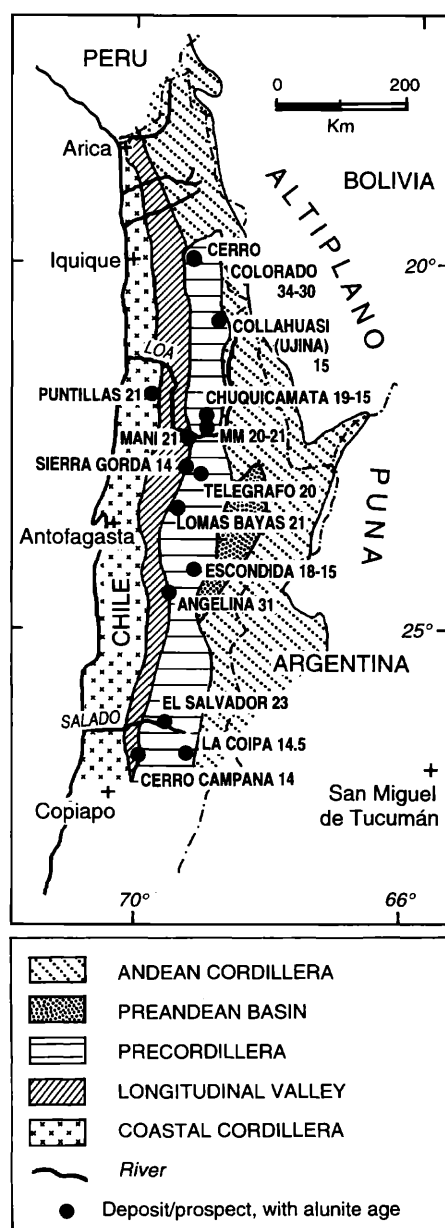 PERU
0 200
Km
Arica
BOLIVIA
ALTIPLANO
CERRO
COLORADO
34-30
Iquique
20°
COLLAHUASI
(UJINA)
15
LOA
PUNTILLAS 21
CHUQUICAMATA 19-15
MANI 21
MM 20-21
SIERRA GORDA 14
TELEGRAFO 20
PUNA
LOMAS BAYAS 21
Antofagasta
ESCONDIDA 18-15
CHILE
ANGELINA 31
25°
ARGENTINA
EL SALVADOR 23
SALADO
LA COIPA 14.5
CERRO CAMPANA 14
Copiapo
San Miguel
de Tucumán
70° 66°
ANDEAN CORDILLERA
PREANDEAN BASIN
PRECORDILLERA
LONGITUDINAL VALLEY
COASTAL CORDILLERA
River
Deposit/prospect, with alunite age